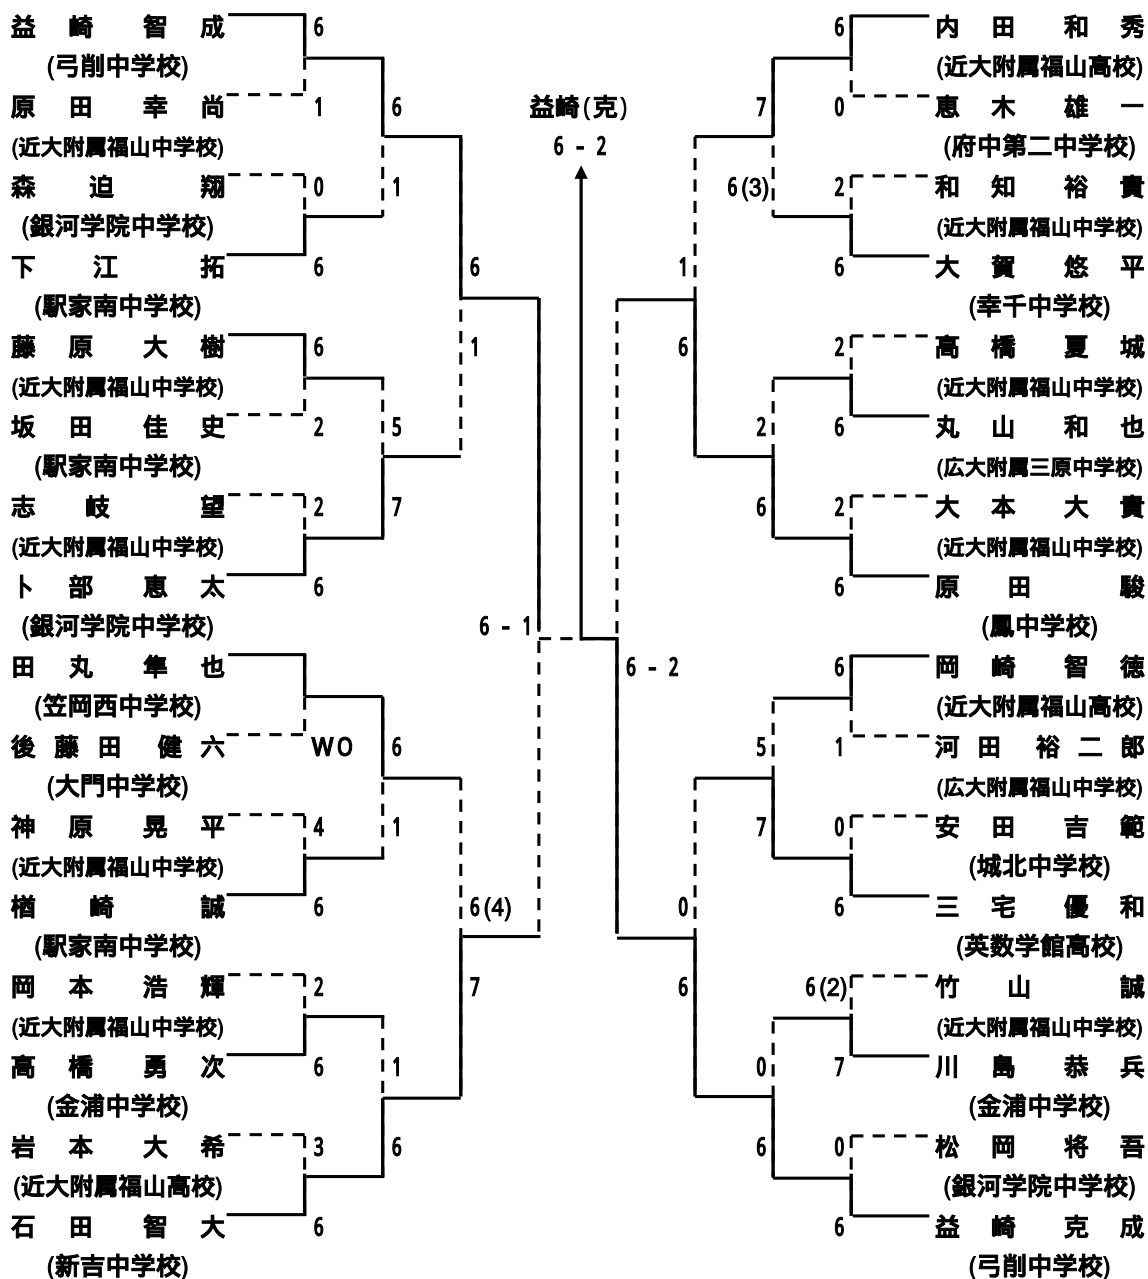 益崎智成
6
(弓削中学校)
原田幸尚
1
6
(近大附属福山中学校)
森迫翔
0
1
(銀河学院中学校)
下江拓
6
6
(駅家南中学校)
藤原大樹
6
1
(近大附属福山中学校)
坂田佳史
2
5
(駅家南中学校)
志岐望
2
7
(近大附属福山中学校)
卜部恵太
6
(銀河学院中学校)
6 - 1
田丸隼也
(笠岡西中学校)
後藤田健六
WO
6
(大門中学校)
神原晃平
4
1
(近大附属福山中学校)
楢崎誠
6
6(4)
(駅家南中学校)
岡本浩輝
2
7
(近大附属福山中学校)
高橋勇次
6
1
(金浦中学校)
岩本大希
3
6
(近大附属福山高校)
石田智大
6
(新吉中学校)
益崎(克)
6 - 2
6
内田和秀
(近大附属福山高校)
7
0
恵木雄一
(府中第二中学校)
6(3)
2
和知裕貴
(近大附属福山中学校)
1
6
大賀悠平
(幸千中学校)
6
2
高橋夏城
(近大附属福山中学校)
2
6
丸山和也
(広大附属三原中学校)
6
2
大本大貴
(近大附属福山中学校)
6
原田駿
(鳳中学校)
6 - 2
6
岡崎智徳
(近大附属福山高校)
5
1
河田裕二郎
(広大附属福山中学校)
7
0
安田吉範
(城北中学校)
0
6
三宅優和
(英数学館高校)
6
6(2)
竹山誠
(近大附属福山中学校)
0
7
川島恭兵
(金浦中学校)
6
0
松岡将吾
(銀河学院中学校)
6
益崎克成
(弓削中学校)